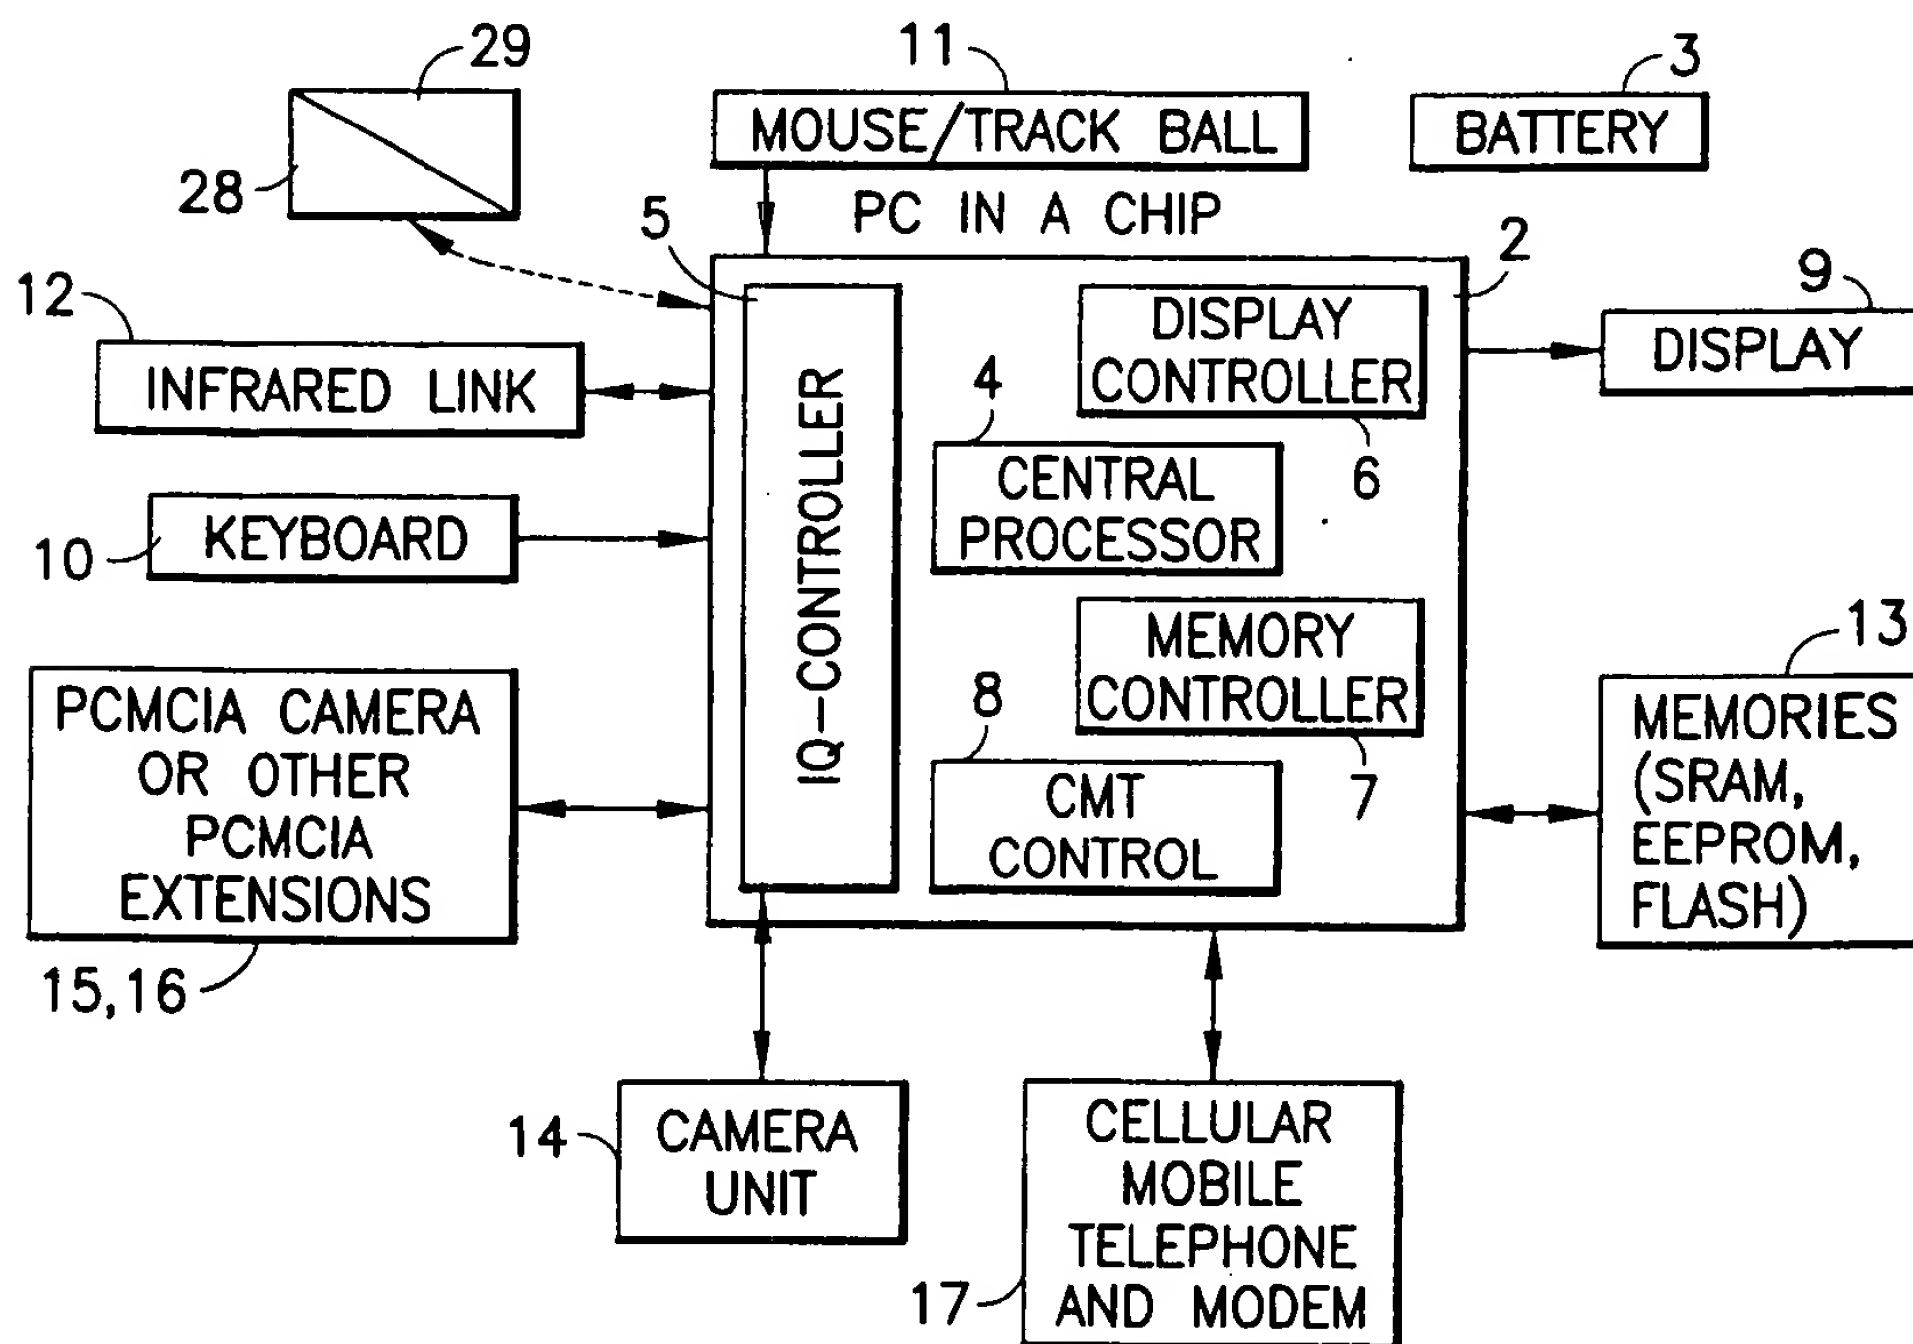 29
11
3
MOUSE/TRACK BALL
BATTERY
28
PC IN A CHIP
5
2
9
12
DISPLAY
CONTROLLER
DISPLAY
INFRARED LINK
4
6
IQ-CONTROLLER
CENTRAL
PROCESSOR
KEYBOARD
10
13
MEMORY
CONTROLLER
8
7
PCMCIA CAMERA
OR OTHER
PCMCIA
EXTENSIONS
MEMORIES
(SRAM,
EEPROM,
FLASH)
CMT
CONTROL
15,16
14
CAMERA
UNIT
CELLULAR
MOBILE
TELEPHONE
AND MODEM
17